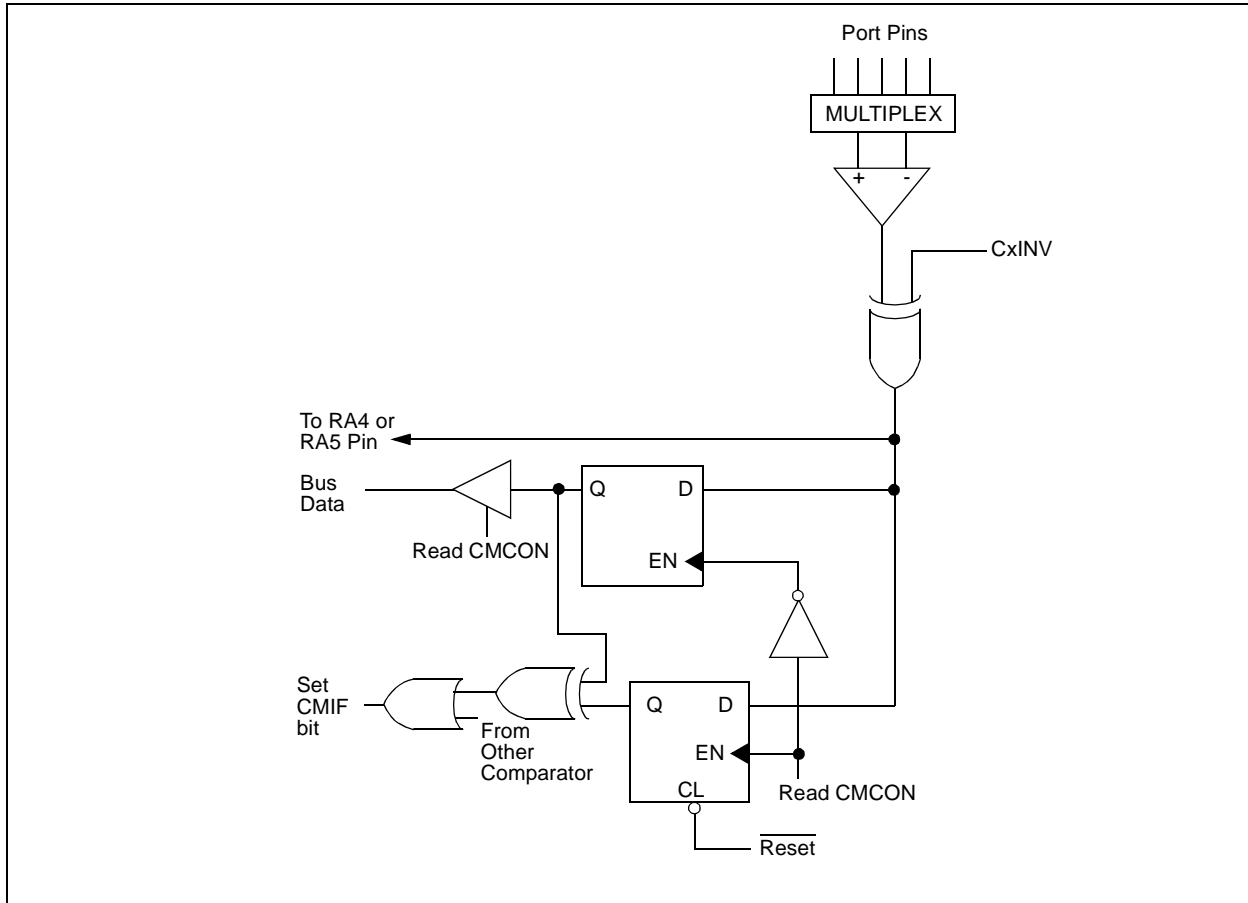 Port Pins
MULTIPLEX
+ -
CxINV
To RA4 or
RA5 Pin
Bus
Data
Q D
EN
Read CMCON
Set
CMIF
bit
From
Other
Comparator
Q D
EN
CL
Read CMCON
Reset